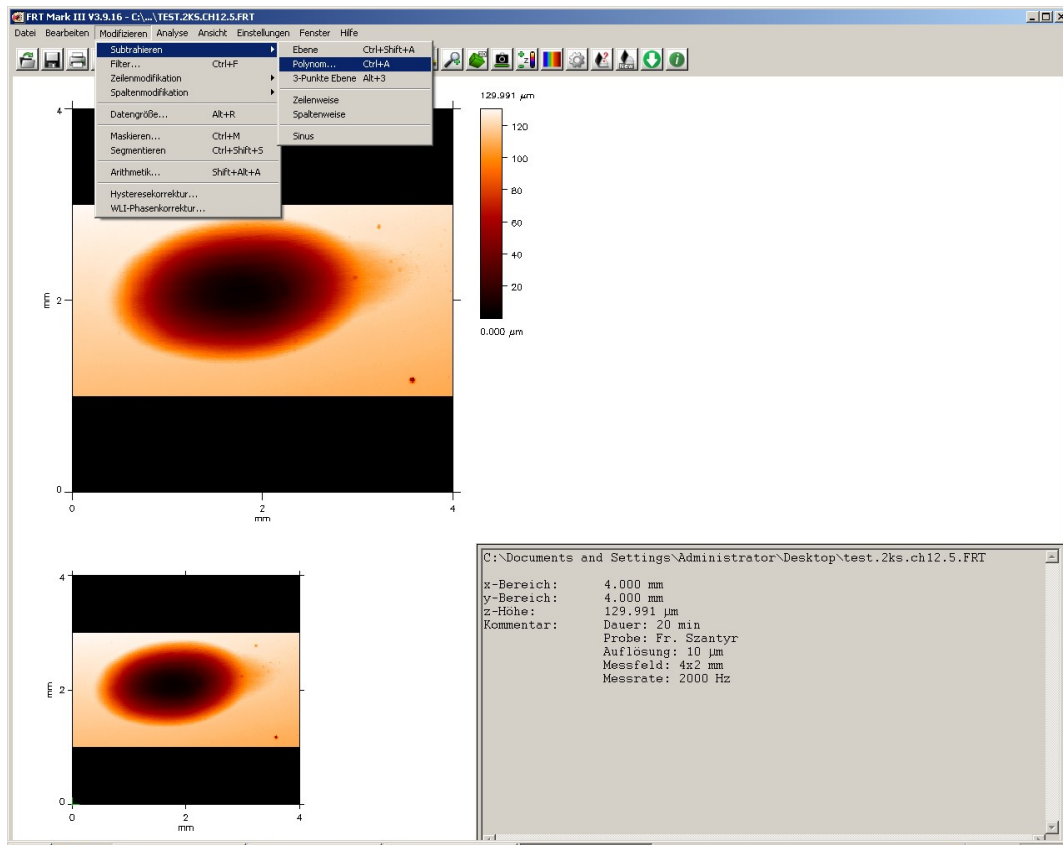 FRT Mark III V3.9.16 - C:\...\TEST.2KS.CH12.5.FRT
Datei Bearbeiten Modifizieren Analyse Ansicht Einstellungen Fenster Hilfe
Subtrahieren
Filter... Ctrl+F
Zeilenmodifikation
Spaltenmodifikation
Datengröße... Alt+R
Maskieren... Ctrl+M
Segmentieren Ctrl+Shift+S
Arithmetik... Shift+Alt+A
Hysteresekorrektur...
WLI-Phasenkorrektur...
Ebene Ctrl+Shift+A
Polynom... Ctrl+A
3-Punkte Ebene Alt+3
Zeilenweise
Spaltenweise
Sinus
129.991 µm
120
100
80
60
40
20
0.000 µm
4
mm 2
0
0 2 4
mm
4
mm 2
0
0 2 4
mm
C:\Documents and Settings\Administrator\Desktop\test.2ks.ch12.5.FRT
x-Bereich: 4.000 mm
y-Bereich: 4.000 mm
z-Höhe: 129.991 µm
Kommentar: Dauer: 20 min
Probe: Fr. Szantyr
Auflösung: 10 µm
Messfeld: 4x2 mm
Messrate: 2000 Hz